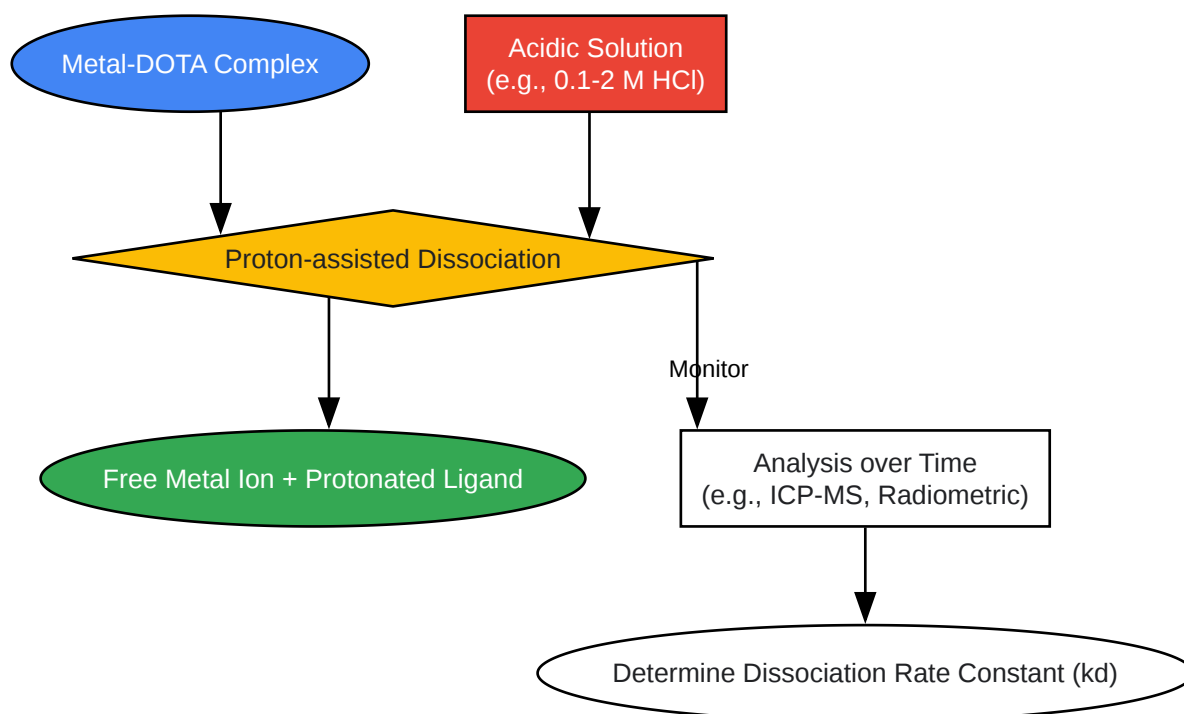 Metal-DOTA Complex
Acidic Solution
(e.g., 0.1-2 M HCl)
Proton-assisted Dissociation
Monitor
Free Metal Ion + Protonated Ligand
Analysis over Time
(e.g., ICP-MS, Radiometric)
Determine Dissociation Rate Constant (kd)